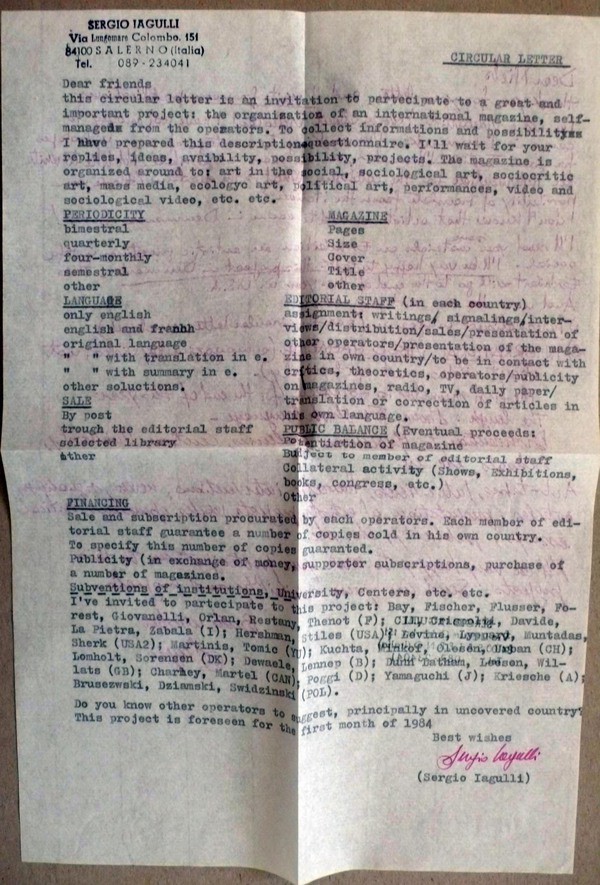 SERGIO IAGULLI
Via Lungomare Colombo, 151
84100 SALERNO (Italia)
Tel. 089-234041
CIRCULAR LETTER
Dear friends
this circular letter is an invitation to partecipate to a great and
important project: the organisation of an international magazine, self-
managed from the operators. To collect informations and possibilities
I have prepared this description questionnaire. I'll wait for your
replies, ideas, avaibility, possibility, projects. The magazine is
organized around to: art in the social, sociological art, sociocritic
art, mass media, ecologyc art, political art, performances, video and
sociological video, etc. etc.
PERIODICITY
bimestral
quarterly
four-monthly
semestral
other
MAGAZINE
Pages
Size
Cover
Title
other
LANGUAGE
only english
english and
original language
" " with translation in e.
" " with summary in e.
other soluctions.
SALE
By post
trough the editorial staff
selected library
other
EDITORIAL STAFF (in each country)
assignment: writings, signalings/inter-
views/distribution/sales/presentation of
other operators/presentation of the maga-
zine in own country/to be in contact with
critics, theoretics, operators/publicity
on magazines, radio, TV, daily paper/
translation or correction of articles in
his own language.
PUBLIC BALANCE (Eventual proceeds:
Potentiation of magazine
to member of editorial staff
Collateral activity (Shows, Exhibitions,
books, congress, etc.)
Other
FINANCING
Sale and subscription procurated by each operators. Each member of edi-
torial staff guarantee a number of copies cold in his own country.
To specify this number of copies guaranted.
Publicity (in exchange of money, supporter subscriptions, purchase of
a number of magazines.
Subventions of institutions, University, Centers, etc. etc.
I've invited to partecipate to this project: Bay, Fischer, Flusser, Fo-
rest, Giovanelli, Orlan, Restany, Thenot (F); Crispolti, Davide,
La Pietra, Zabala (I); Hershman, Stiles (USA); Levine, Muntadas,
Sherk (USA2); Martinis, Tomic (YU); Kuchta, Minkof, Olesen, Urban (CH);
Lomholt, Sorensen (DK); Dewaele, Lennep (B); Latham, Wil-
lats (GB); Charney, Martel (CAN); Poggi (D); Yamaguchi (J); Kriesche (A);
Bruszewski, Dziamski, Swidzinski (POL).
Do you know other operators to suggest, principally in uncovered country?
This project is foreseen for the first month of 1984
Best wishes
Sergio Iagulli
(Sergio Iagulli)